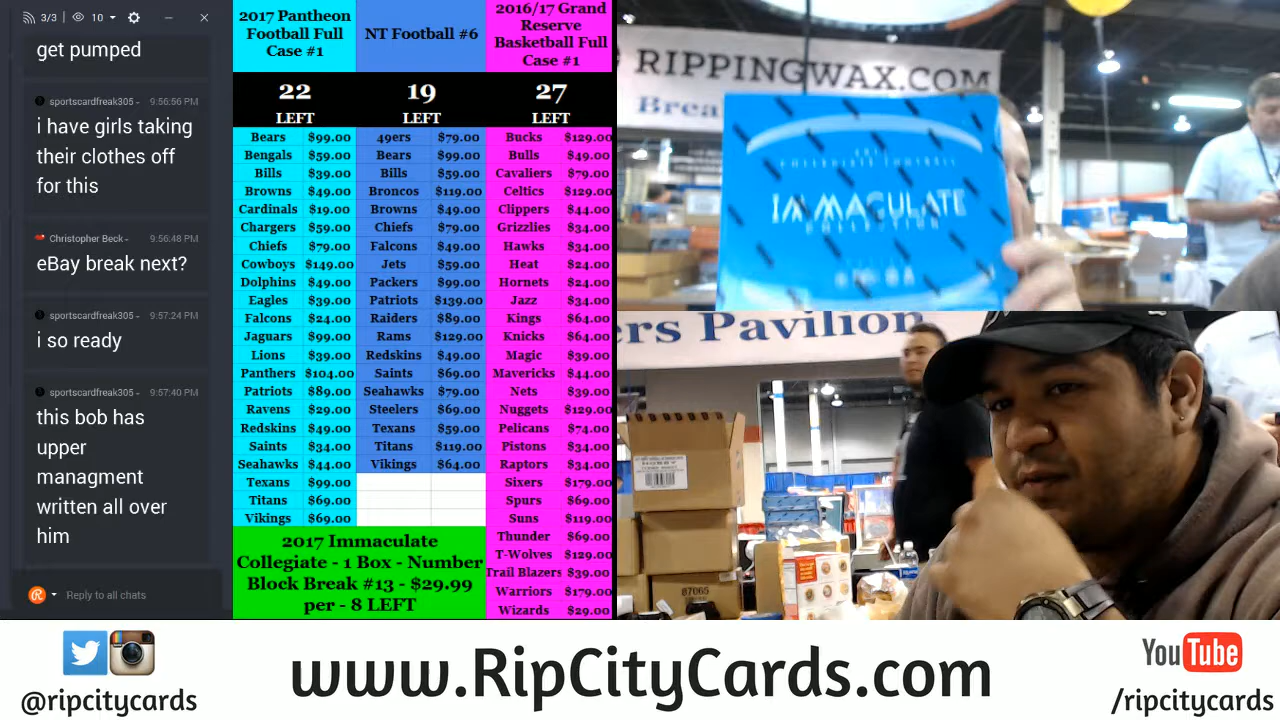 3/3 10
get pumped
sportscardfreak305 - 9:56:56 PM
i have girls taking
their clothes off
for this
Christopher Beck - 9:56:48 PM
eBay break next?
sportscardfreak305 - 9:57:24 PM
i so ready
sportscardfreak305 - 9:57:40 PM
this bob has
upper
managment
written all over
him
Reply to all chats
2017 Pantheon
Football Full
Case #1
22
LEFT
Bears $99.00
Bengals $59.00
Bills $39.00
Browns $49.00
Cardinals $19.00
Chargers $59.00
Chiefs $79.00
Cowboys $149.00
Dolphins $49.00
Eagles $39.00
Falcons $24.00
Jaguars $99.00
Lions $39.00
Panthers $104.00
Patriots $89.00
Ravens $29.00
Redskins $49.00
Saints $34.00
Seahawks $44.00
Texans $99.00
Titans $69.00
Vikings $69.00
NT Football #6
19
LEFT
49ers $79.00
Bears $99.00
Bills $59.00
Broncos $119.00
Browns $49.00
Chiefs $79.00
Falcons $49.00
Jets $59.00
Packers $99.00
Patriots $139.00
Raiders $89.00
Rams $129.00
Redskins $49.00
Saints $69.00
Seahawks $79.00
Steelers $69.00
Texans $59.00
Titans $119.00
Vikings $64.00
2016/17 Grand
Reserve
Basketball Full
Case #1
27
LEFT
Bucks $129.00
Bulls $49.00
Cavaliers $79.00
Celtics $129.00
Clippers $44.00
Grizzlies $34.00
Hawks $34.00
Heat $24.00
Hornets $24.00
Jazz $34.00
Kings $64.00
Knicks $64.00
Magic $39.00
Mavericks $44.00
Nets $39.00
Nuggets $129.00
Pelicans $74.00
Pistons $34.00
Raptors $34.00
Sixers $179.00
Spurs $69.00
Suns $119.00
Thunder $69.00
T-Wolves $129.00
Trail Blazers $39.00
Warriors $179.00
Wizards $29.00
2017 Immaculate
Collegiate - 1 Box - Number
Block Break #13 - $29.99
per - 8 LEFT
RIPPINGWAX.COM
Brea
COLLEGIATE FOOTBALL
IMMACULATE
COLLECTION
ers Pavilion
87065
@ripcitycards
www.RipCityCards.com
YouTube
/ripcitycards